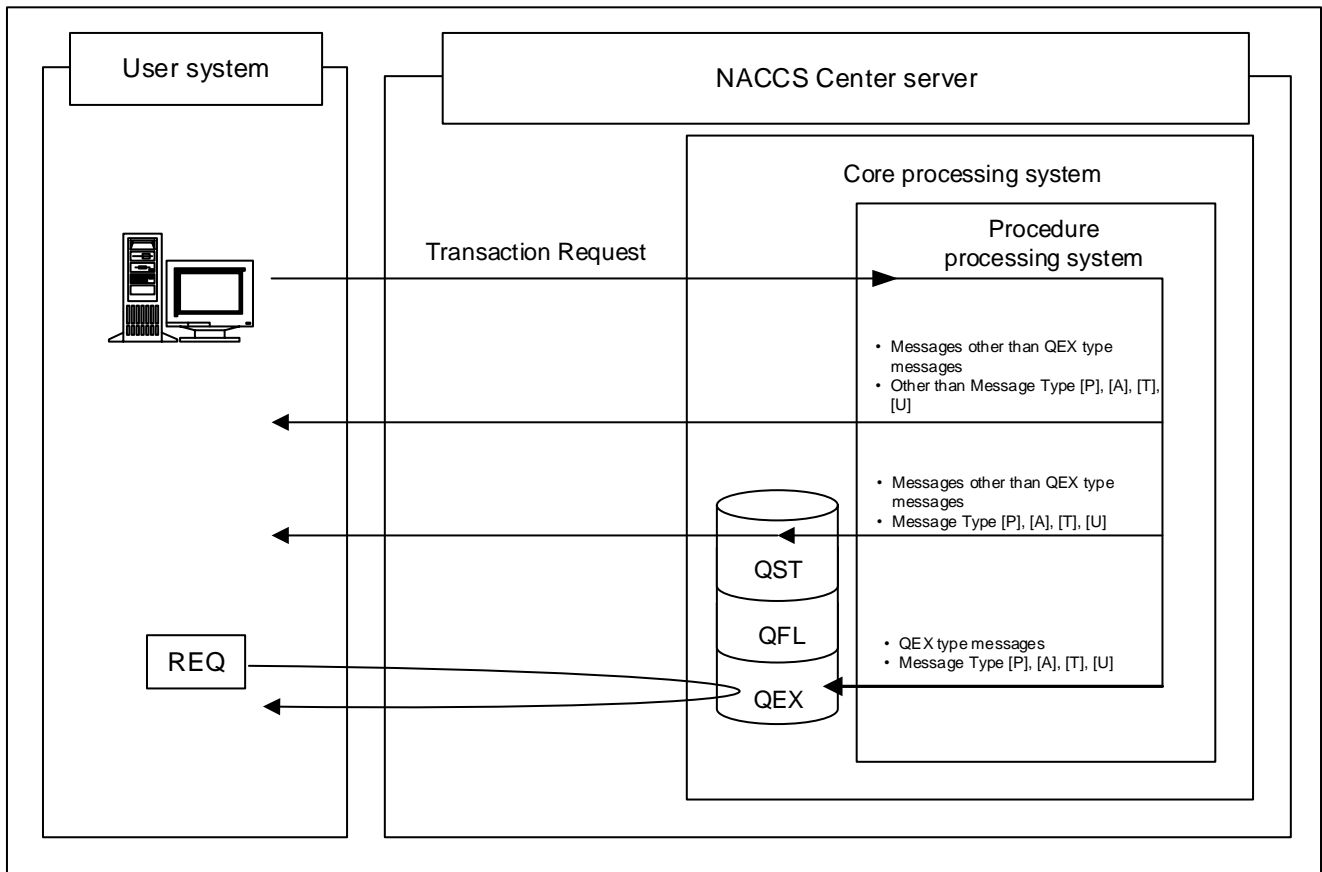 User system
NACCS Center server
Core processing system
Procedure
processing system
Transaction Request
• Messages other than QEX type
messages
• Other than Message Type [P], [A], [T],
[U]
• Messages other than QEX type
messages
• Message Type [P], [A], [T], [U]
QST
QFL
• QEX type messages
• Message Type [P], [A], [T], [U]
REQ
QEX